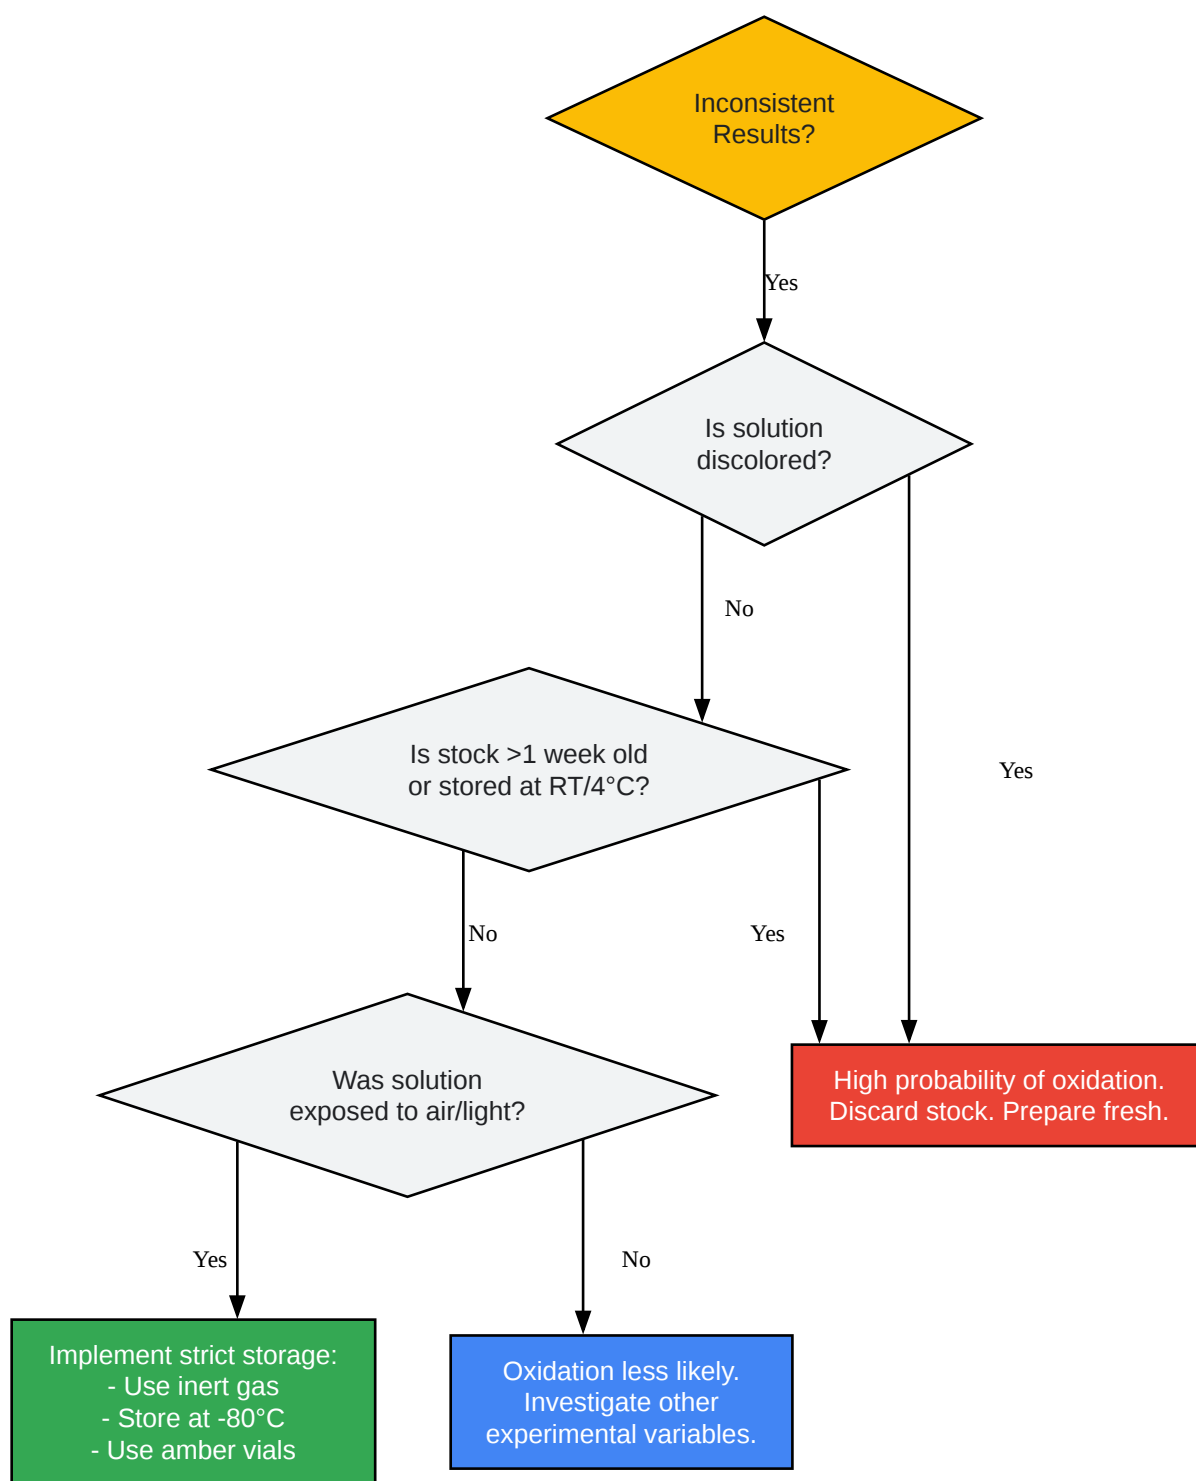 Inconsistent
Results?
Yes
Is solution
discolored?
No
Is stock >1 week old
or stored at RT/4°C?
Yes
No
Yes
Was solution
exposed to air/light?
High probability of oxidation.
Discard stock. Prepare fresh.
Yes
No
Implement strict storage:
- Use inert gas
- Store at -80°C
- Use amber vials
Oxidation less likely.
Investigate other
experimental variables.